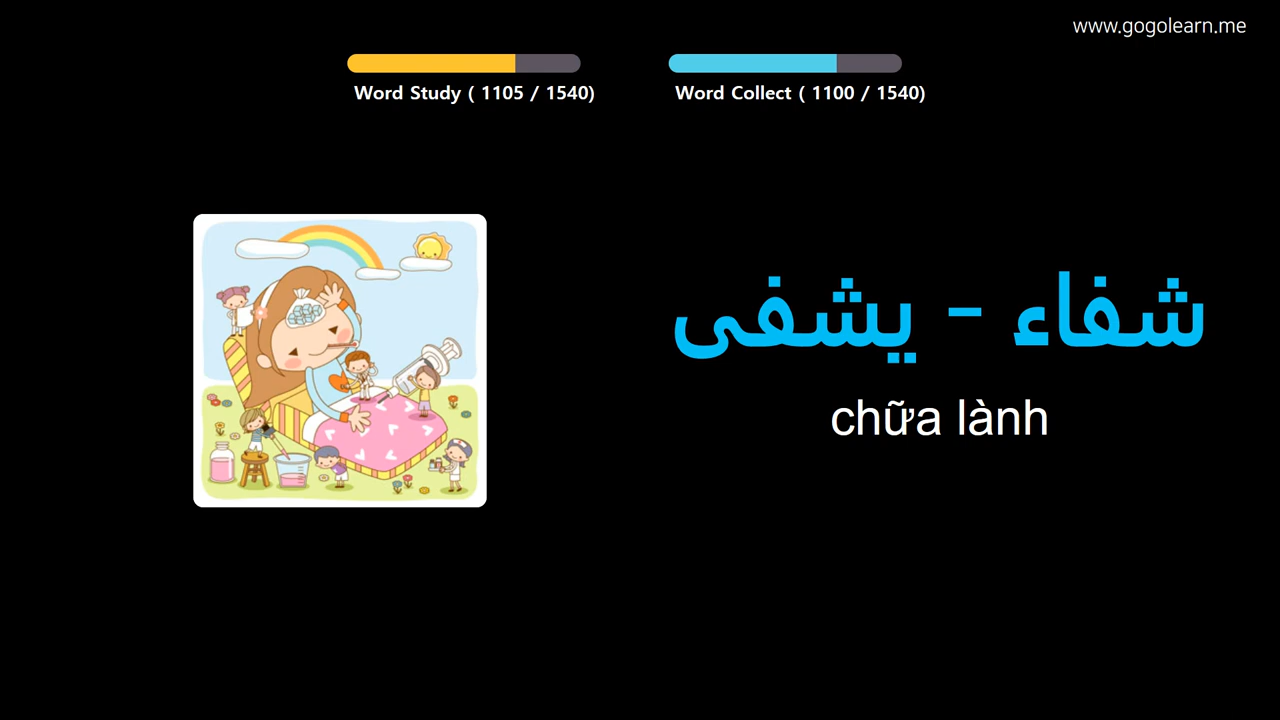 www.gogolearn.me
Word Study ( 1105 / 1540)
Word Collect ( 1100 / 1540)
شفاء - يشفى
chữa lành